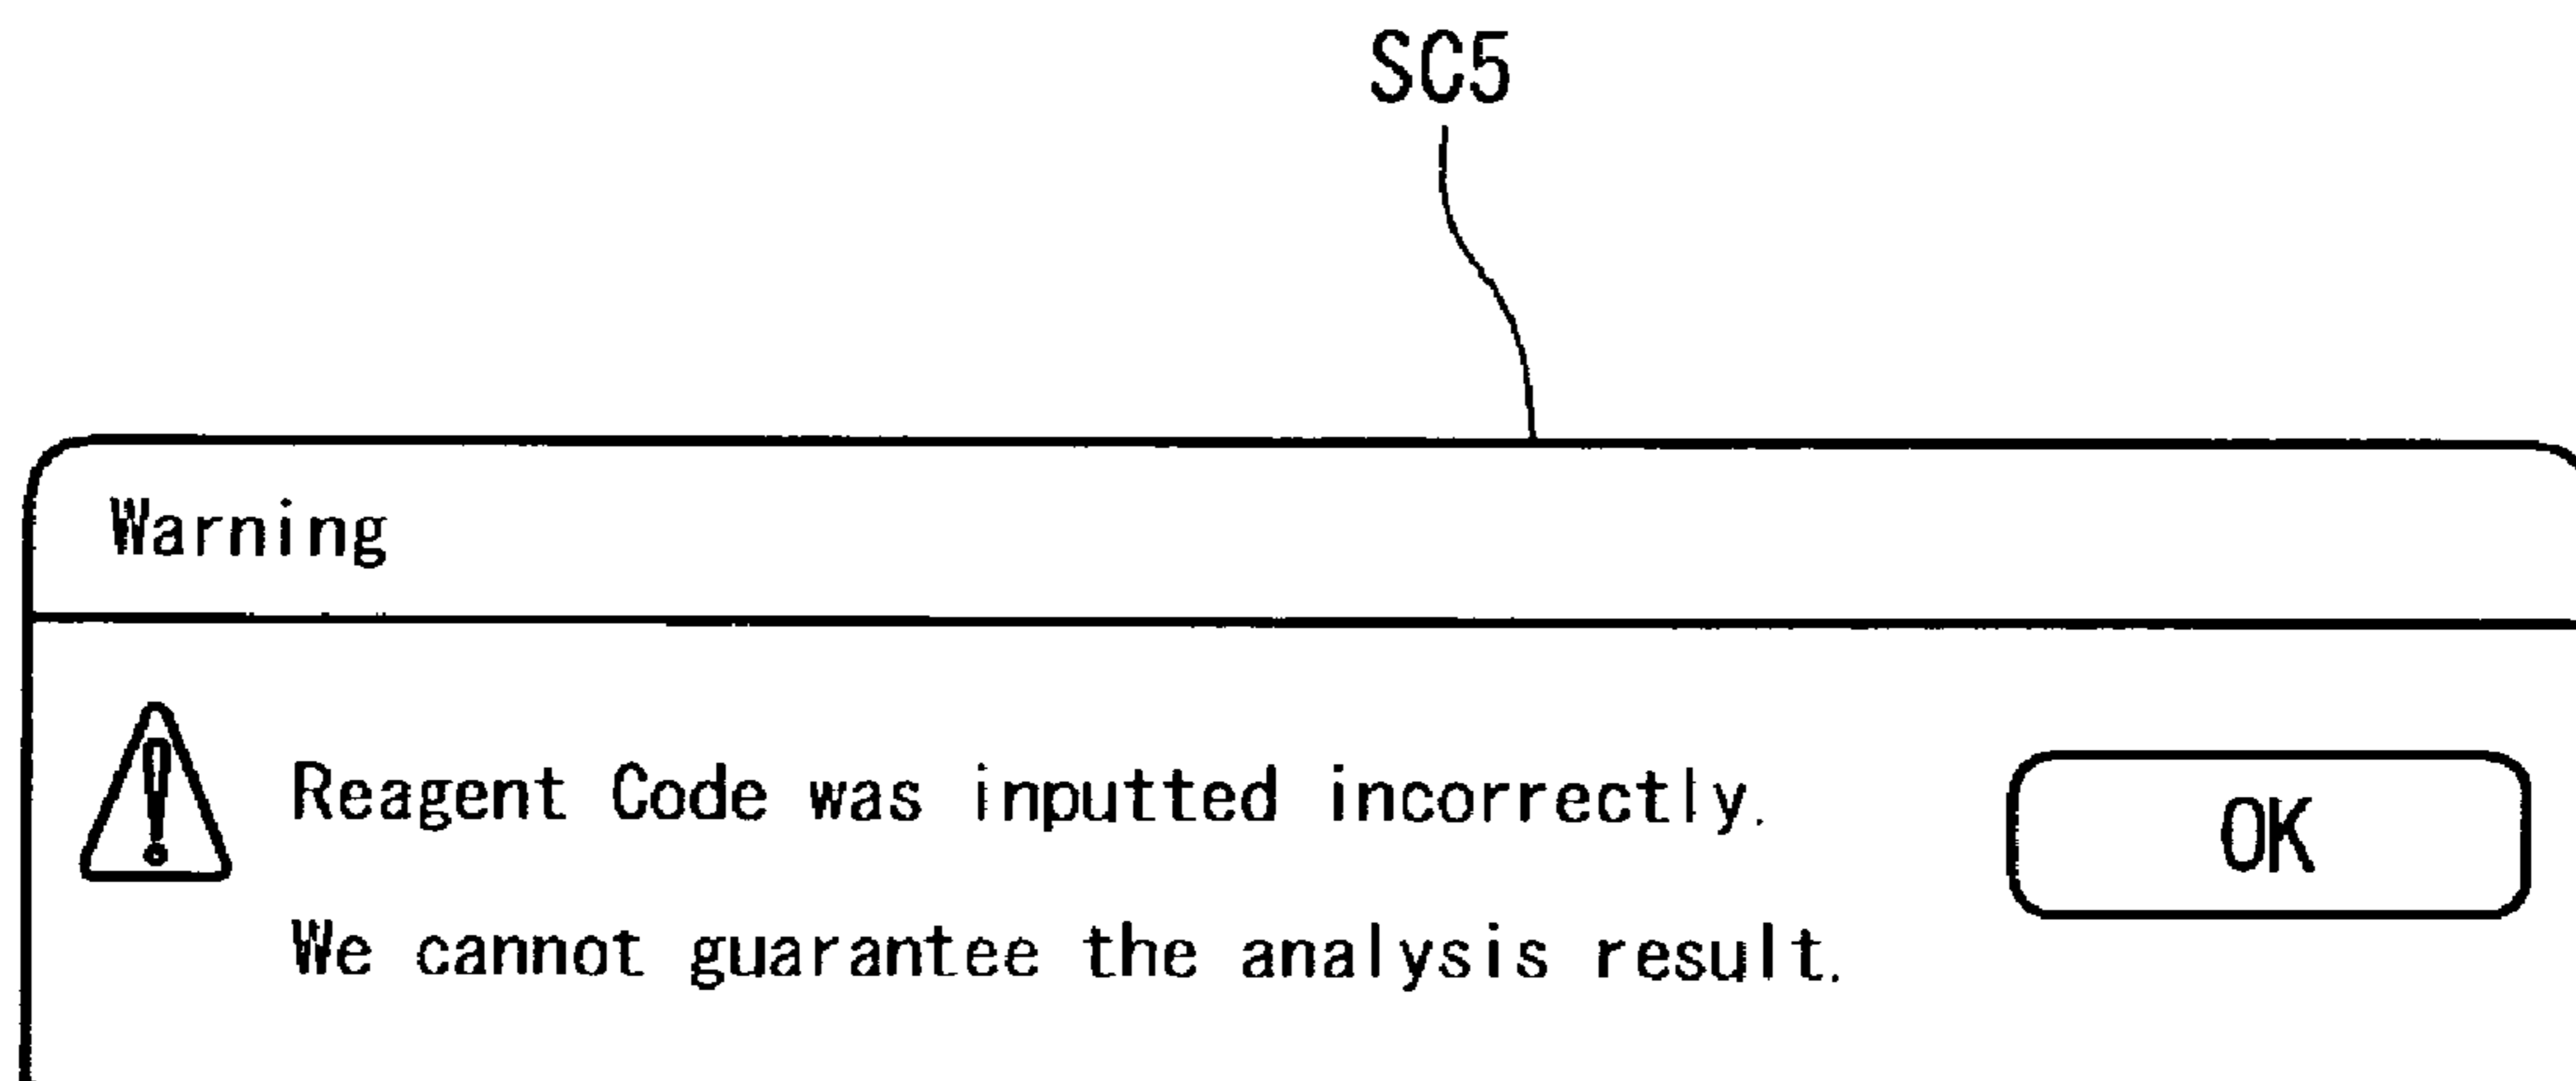 SC5
Warning
Reagent Code was inputted incorrectly.
OK
We cannot guarantee the analysis result.